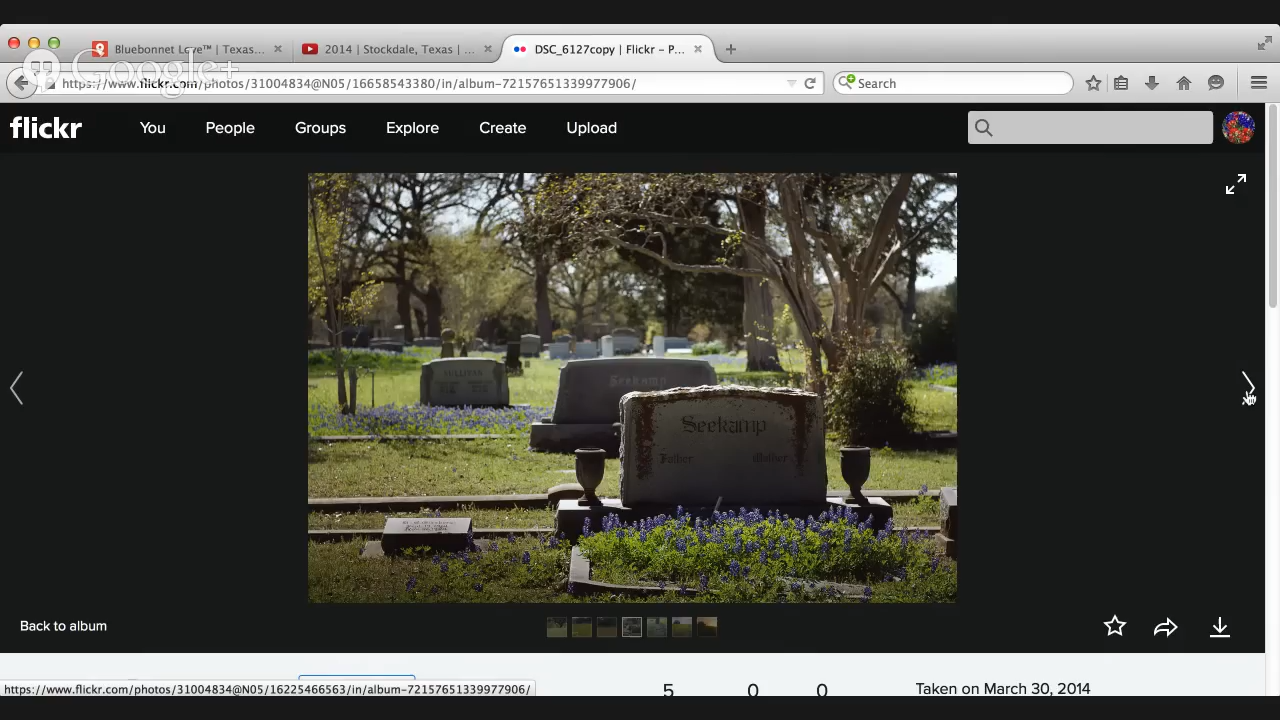 Bluebonnet Love™ | Texas...
2014 | Stockdale, Texas | ...
DSC_6127copy | Flickr - P...
Google+
https://www.flickr.com/photos/31004834@N05/16658543380/in/album-72157651339977906/
Search
flickr
You
People
Groups
Explore
Create
Upload
SULLIVAN
Seekamp
Seekamp
Father
Mother
Back to album
https://www.flickr.com/photos/31004834@N05/16225466563/in/album-72157651339977906/
5
0
0
Taken on March 30, 2014